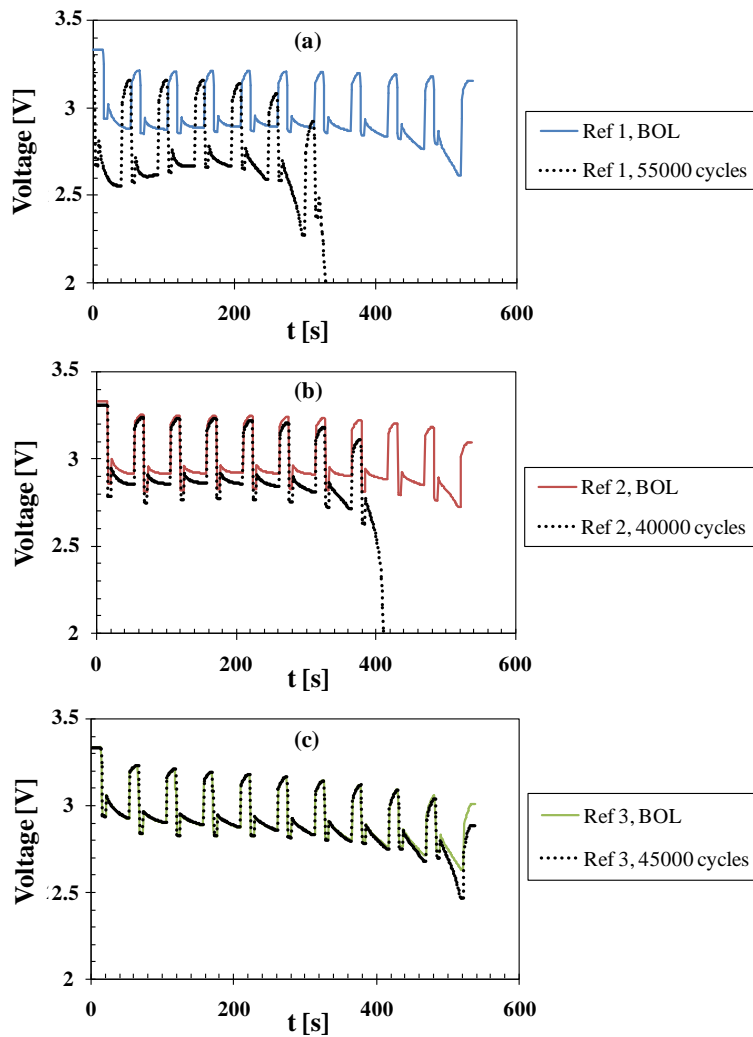 (a)
3.5
3
2.5
2
Voltage [V]
0
200
400
600
t [s]
Ref 1, BOL
Ref 1, 55000 cycles
(b)
3.5
3
2.5
2
Voltage [V]
0
200
400
600
t [s]
Ref 2, BOL
Ref 2, 40000 cycles
(c)
3.5
3
2.5
2
Voltage [V]
0
200
400
600
t [s]
Ref 3, BOL
Ref 3, 45000 cycles